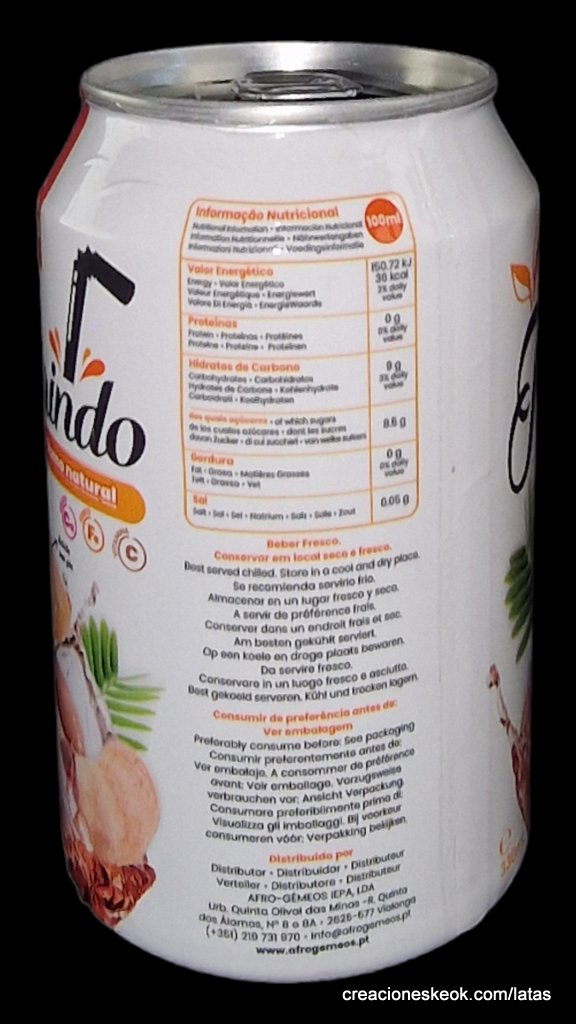 Informação Nutricional
100ml
Nutritional Information • Información Nutricional
Information Nutritionnelle • Nährwertangaben
Informazioni Nutrizionali • Voedingsinformatie
Valor Energético
Energy • Valor Energético
Valeur Energétique • Energiewert
Valore Di Energia • EnergieWaarde
150.72 kJ
36 kcal
2% daily
value
Proteínas
Protein • Proteínas • Protéines
Proteine • Proteine • Proteïnen
0 g
0% daily
value
Hidratos de Carbono
Carbohydrates • Carbohidratos
Hydrates de Carbone • Kohlenhydrate
Carboidrati • Koolhydraten
9 g
3% daily
value
dos quais açúcares • of which sugars
de los cuales azúcares • dont les sucres
davon Zucker • di cui zuccheri • van welke suikers
8.6 g
Gordura
Fat • Grasa • Matières Grasses
Fett • Grassa • Vet
0 g
0% daily
value
Sal
Salt • Sal • Sel • Natrium • Salz • Sale • Zout
0.05 g
Beber Fresco.
Conservar em local seco e fresco.
Best served chilled. Store in a cool and dry place.
Se recomienda servirlo frío.
Almacenar en un lugar fresco y seco.
A servir de préférence frais.
Conserver dans un endroit frais et sec.
Am besten gekühlt serviert.
Op een koele en droge plaats bewaren.
Da servire fresco.
Conservare in un luogo fresco e asciutto.
Best gekoeld serveren. Kühl und trocken lagern.
Consumir de preferência antes de:
Ver embalagem
Preferably consume before: See packaging
Consumir preferentemente antes de:
Ver embalaje. A consommer de préférence
avant: Voir emballage. Vorzugsweise
verbrauchen vor: Ansicht Verpackung.
Consumare preferibilmente prima di:
Visualizza gli imballaggi. Bij voorkeur
consumeren vóór: Verpakking bekijken.
Distribuído por
Distributor • Distribuidor • Distributeur
Verteiler • Distributore • Distributeur
AFRO-GÊMEOS IEPA, LDA
Urb. Quinta Olival das Minas -R. Quinta
dos Álamos, Nº 8 e 8A • 2625-577 Vialonga
(+351) 219 731 970 • info@afrogemeos.pt
www.afrogemeos.pt
indo
natural
Fe
C
creacioneskeok.com/latas